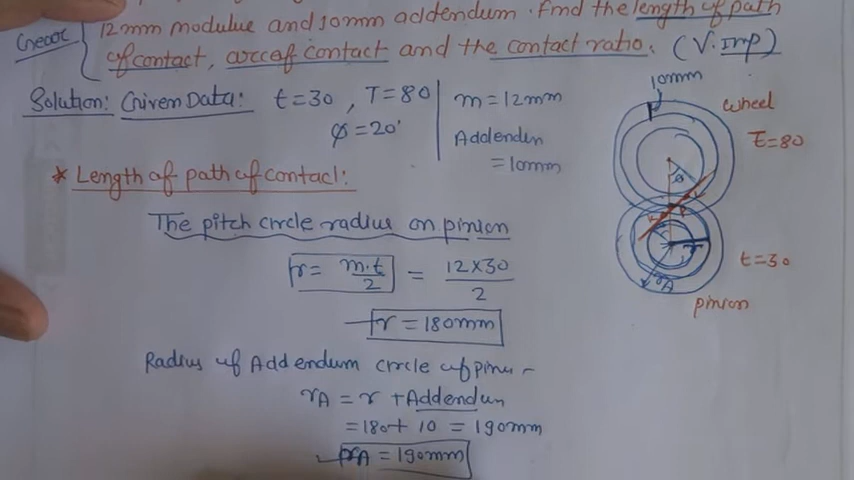 12mm module and 10mm addendum. Find the length of path
Gear of contact, arc of contact and the contact ratio. (V.Imp)
Solution: Given Data: t=30, T=80
φ=20°
m=12mm
Addendum
=10mm
10mm
wheel
T=80
* Length of path of contact:
The pitch circle radius on pinion
r = m.t/2 = 12×30/2
r = 180mm
t=30
pinion
Radius of Addendum circle of pinion
rA = r + Addendum
= 180+ 10 = 190mm
rA = 190mm
P
r
rA